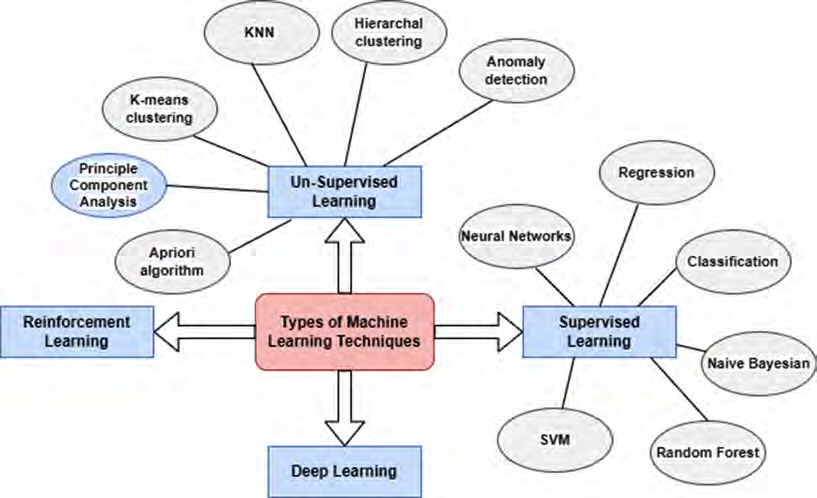 KNN
Hierarchal
clustering
Anomaly
detection
K-means
clustering
Principle
Component
Analysis
Un-Supervised
Learning
Apriori
algorithm
Regression
Neural Networks
Classification
Reinforcement
Learning
Types of Machine
Learning Techniques
Supervised
Learning
Naive Bayesian
SVM
Random Forest
Deep Learning